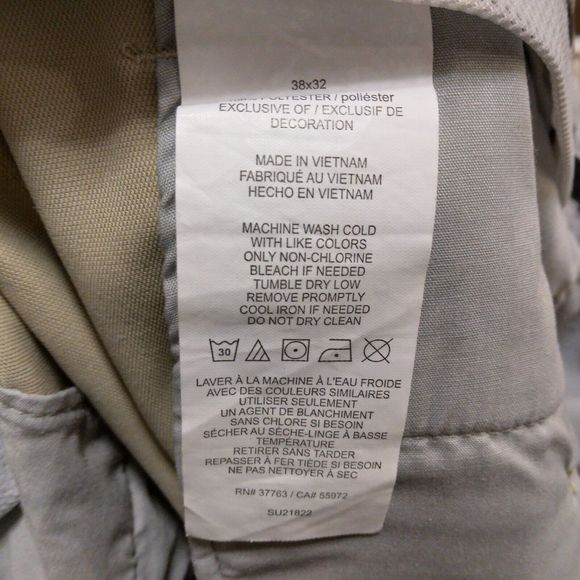 38x32
POLYESTER / poliéster
EXCLUSIVE OF / EXCLUSIF DE
DECORATION
MADE IN VIETNAM
FABRIQUÉ AU VIETNAM
HECHO EN VIETNAM
MACHINE WASH COLD
WITH LIKE COLORS
ONLY NON-CHLORINE
BLEACH IF NEEDED
TUMBLE DRY LOW
REMOVE PROMPTLY
COOL IRON IF NEEDED
DO NOT DRY CLEAN
30
LAVER À LA MACHINE À L'EAU FROIDE
AVEC DES COULEURS SIMILAIRES
UTILISER SEULEMENT
UN AGENT DE BLANCHIMENT
SANS CHLORE SI BESOIN
SÉCHER AU SÈCHE-LINGE À BASSE
TEMPÉRATURE
RETIRER SANS TARDER
REPASSER À FER TIÈDE SI BESOIN
NE PAS NETTOYER À SEC
RN# 37763 / CA# 55972
SU21822